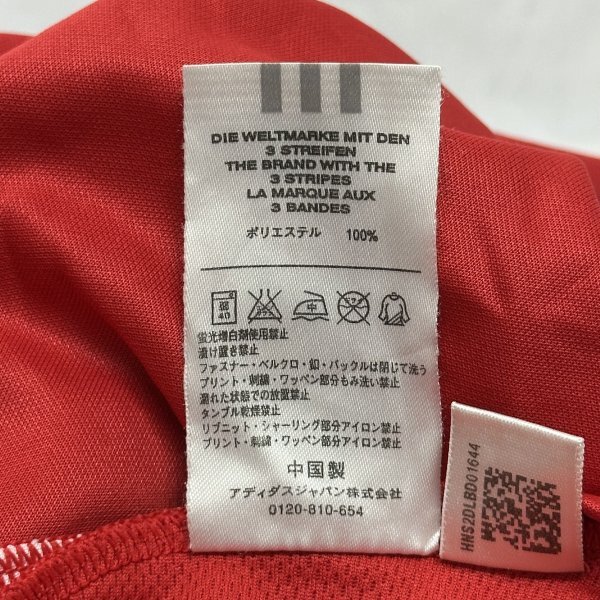 DIE WELTMARKE MIT DEN
3 STREIFEN
THE BRAND WITH THE
3 STRIPES
LA MARQUE AUX
3 BANDES
ポリエステル 100%
弱
40
中
蛍光増白剤使用禁止
漬け置き禁止
ファスナー・ベルクロ・釦・バックルは閉じて洗う
プリント・刺繍・ワッペン部分もみ洗い禁止
濡れた状態での放置禁止
タンブル乾燥禁止
リブニット・シャーリング部分アイロン禁止
プリント・刺繍・ワッペン部分アイロン禁止
中国製
アディダスジャパン株式会社
0120-810-654
HNS2DLBD01644